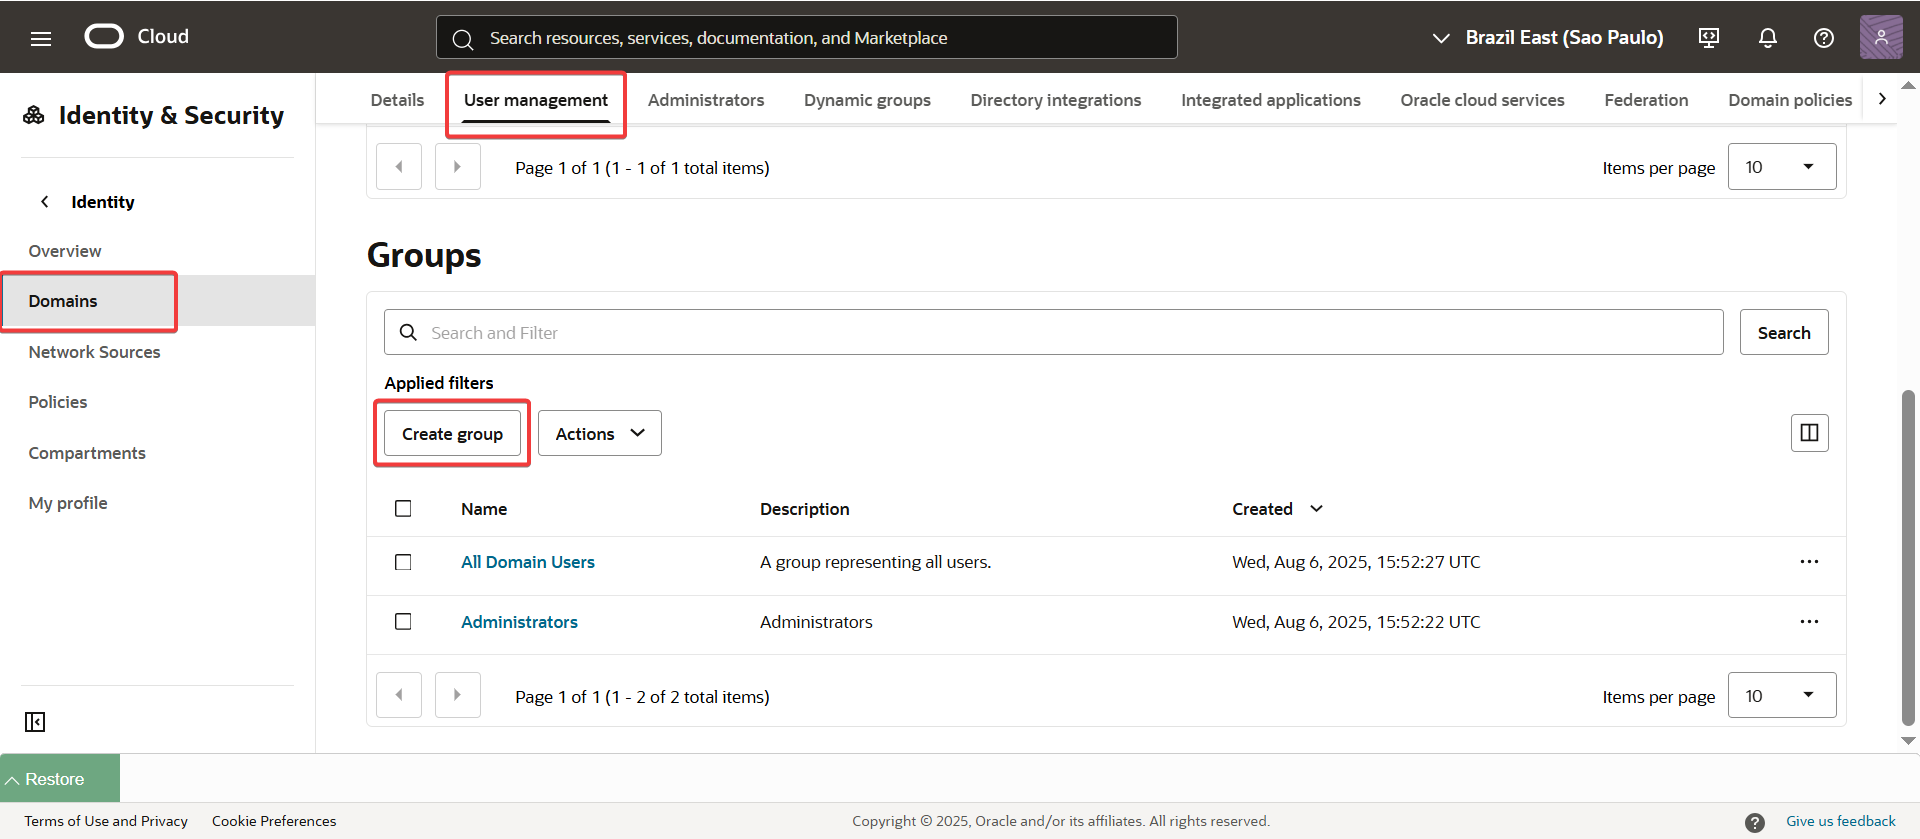 Cloud
Search resources, services, documentation, and Marketplace
Brazil East (Sao Paulo)
Identity & Security
Identity
Overview
Domains
Network Sources
Policies
Compartments
My profile
Details User management Administrators Dynamic groups Directory integrations Integrated applications Oracle cloud services Federation Domain policies
Page 1 of 1 (1 - 1 of 1 total items) Items per page 10
Groups
Search and Filter Search
Applied filters
Create group Actions
Name Description Created
All Domain Users A group representing all users. Wed, Aug 6, 2025, 15:52:27 UTC
Administrators Administrators Wed, Aug 6, 2025, 15:52:22 UTC
Page 1 of 1 (1 - 2 of 2 total items) Items per page 10
Restore
Terms of Use and Privacy Cookie Preferences Copyright © 2025, Oracle and/or its affiliates. All rights reserved. Give us feedback